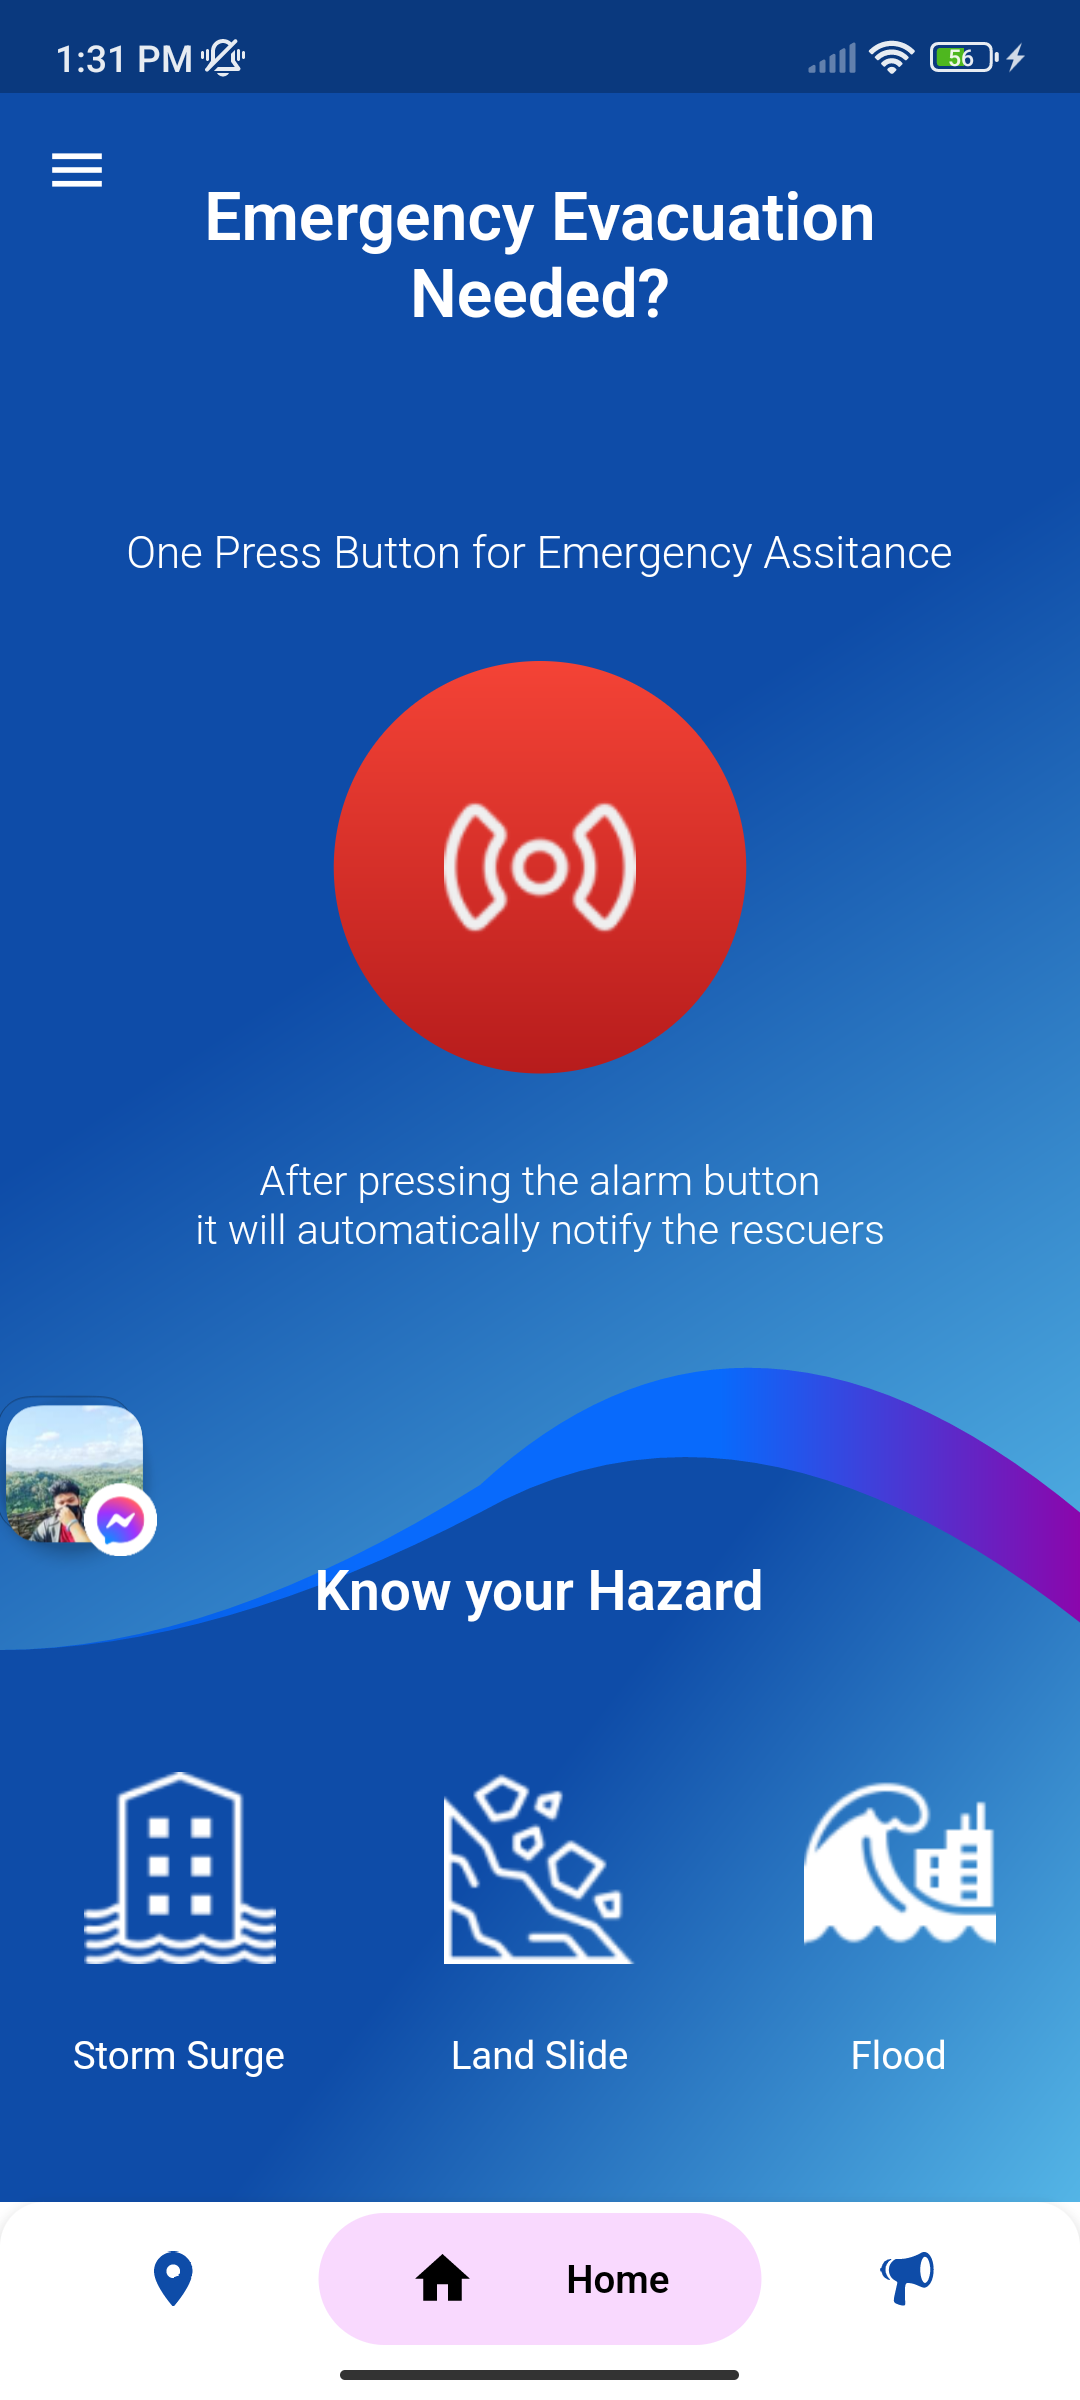 1:31 PM
56
Emergency Evacuation
Needed?
One Press Button for Emergency Assitance
After pressing the alarm button
it will automatically notify the rescuers
Know your Hazard
Storm Surge
Land Slide
Flood
Home